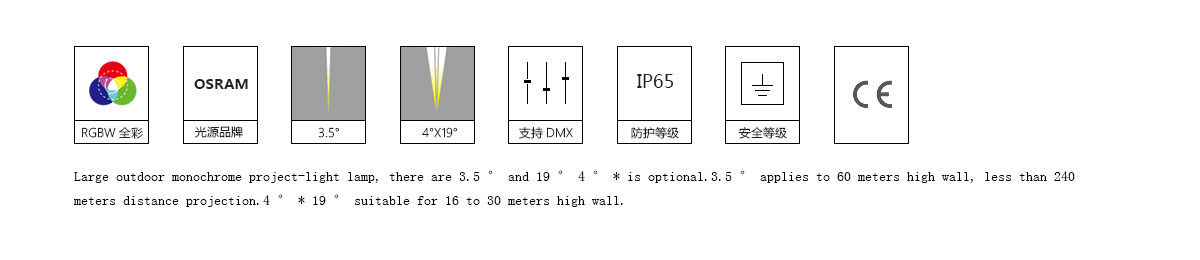 OSRAM
IP65
CE
RGBW 全彩
光源品牌
3.5°
4°X19°
支持 DMX
防护等级
安全等级
Large outdoor monochrome project-light lamp, there are 3.5 ° and 19 ° 4 ° * is optional.3.5 ° applies to 60 meters high wall, less than 240
meters distance projection.4 ° * 19 ° suitable for 16 to 30 meters high wall.